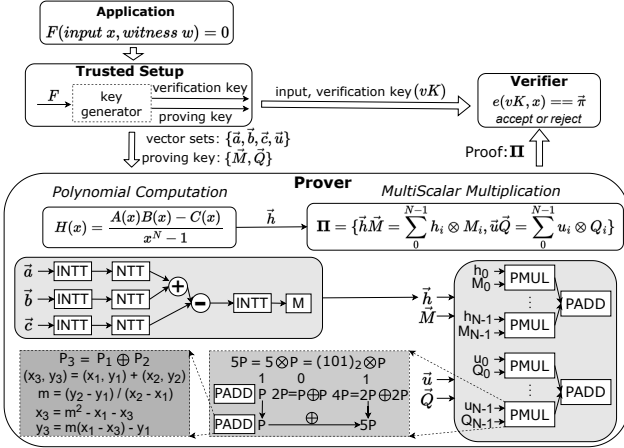 Application
F(input x, witness w) = 0
Trusted Setup
F
key generator
verification key
proving key
input, verification key (vK)
Verifier
e(vK, x) == π⃗
accept or reject
vector sets: {a⃗, b⃗, c⃗, u⃗}
proving key: {M⃗, Q⃗}
Proof: Π
Prover
Polynomial Computation
MultiScalar Multiplication
H(x) = (A(x)B(x) − C(x)) / (x^N − 1)
h⃗
Π = {h⃗M⃗ = ∑_0^{N−1} h_i ⊗ M_i, u⃗Q⃗ = ∑_0^{N−1} u_i ⊗ Q_i}
a⃗ INTT NTT
+
b⃗ INTT NTT
− INTT M
c⃗ INTT NTT
h⃗
M⃗
h_0
M_0
PMUL
⋮
PADD
h_{N-1}
M_{N-1}
PMUL
u_0
Q_0
PMUL
⋮
PADD
u⃗
Q⃗
u_{N-1}
Q_{N-1}
PMUL
P_3 = P_1 ⊕ P_2
(x_3, y_3) = (x_1, y_1) + (x_2, y_2)
m = (y_2 - y_1) / (x_2 - x_1)
x_3 = m^2 - x_1 - x_3
y_3 = m(x_1 - x_3) - y_1
5P = 5 ⊗ P = (101)_2 ⊗ P
1 0 1
PADD P 2P=P⊕P 4P=2P⊕2P
PADD P ⊕ 5P